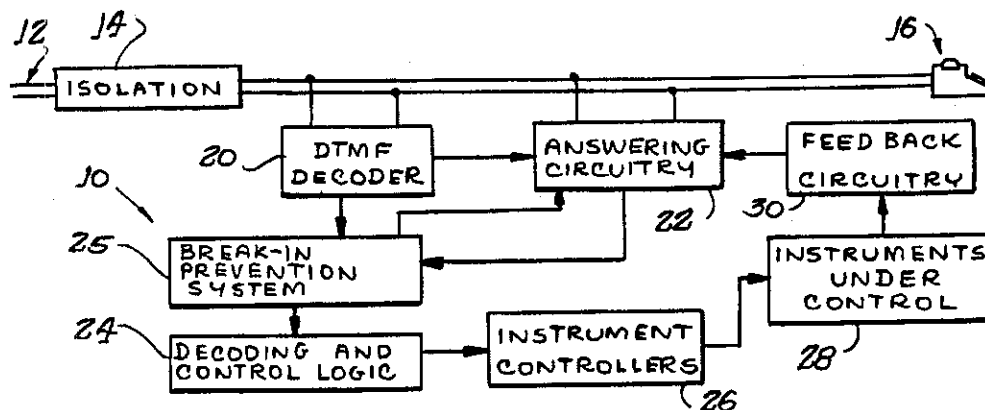 12
14
16
ISOLATION
20
DTMF
DECODER
ANSWERING
CIRCUITRY
FEED BACK
CIRCUITRY
10
22
30
25
BREAK-IN
PREVENTION
SYSTEM
INSTRUMENTS
UNDER
CONTROL
24
DECODING AND
CONTROL LOGIC
INSTRUMENT
CONTROLLERS
26
28